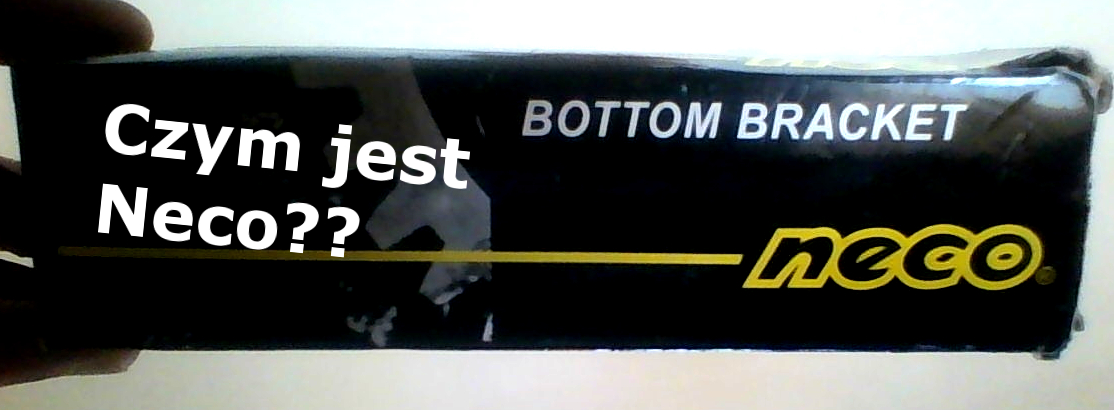 Czym jest
Neco??
BOTTOM BRACKET
neco